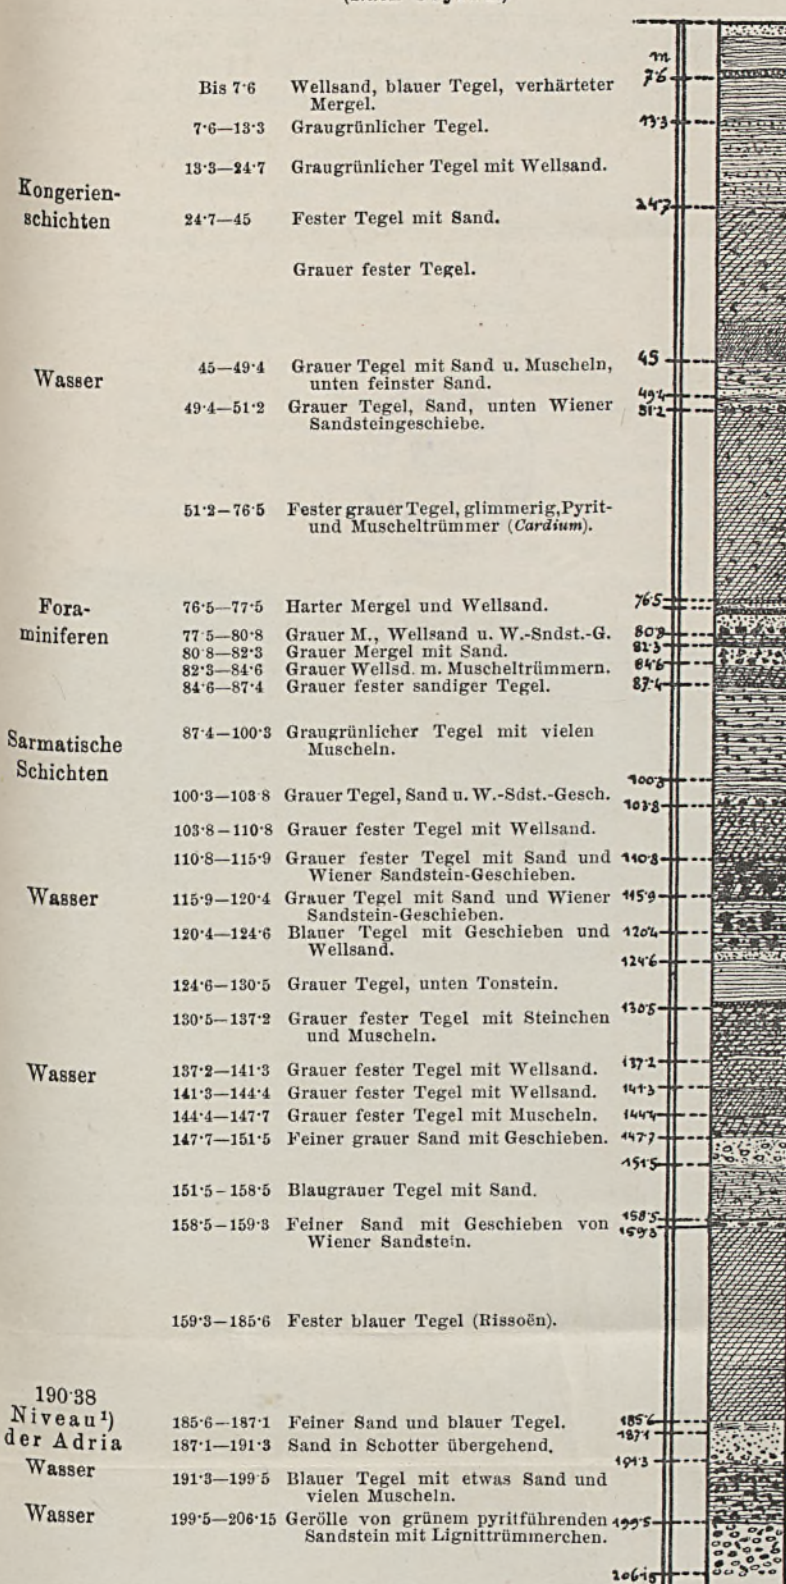 m
Bis 7·6 Wellsand, blauer Tegel, verhärteter 7·6
Mergel.
7·6—13·3 Graugrünlicher Tegel. 13·3
13·3—24·7 Graugrünlicher Tegel mit Wellsand.
Kongerien-
schichten 24·7—45 Fester Tegel mit Sand. 24·7
Grauer fester Tegel.
Wasser 45—49·4 Grauer Tegel mit Sand u. Muscheln, 45
unten feinster Sand.
49·4—51·2 Grauer Tegel, Sand, unten Wiener 49·4
Sandsteingeschiebe. 51·2
51·2—76·5 Fester grauer Tegel, glimmerig, Pyrit-
und Muscheltrümmer (Cardium).
Fora- 76·5—77·5 Harter Mergel und Wellsand. 76·5
miniferen 77·5—80·8 Grauer M., Wellsand u. W.-Sndst.-G. 80·8
80·8—82·3 Grauer Mergel mit Sand. 82·3
82·3—84·6 Grauer Wellsd. m. Muscheltrümmern. 84·6
84·6—87·4 Grauer fester sandiger Tegel. 87·4
Sarmatische 87·4—100·3 Graugrünlicher Tegel mit vielen
Schichten Muscheln.
100·3
100·3—103·8 Grauer Tegel, Sand u. W.-Sdst.-Gesch. 103·8
103·8—110·8 Grauer fester Tegel mit Wellsand.
110·8—115·9 Grauer fester Tegel mit Sand und 110·8
Wiener Sandstein-Geschieben.
Wasser 115·9—120·4 Grauer Tegel mit Sand und Wiener 115·9
Sandstein-Geschieben.
120·4—124·6 Blauer Tegel mit Geschieben und 120·4
Wellsand. 124·6
124·6—130·5 Grauer Tegel, unten Tonstein.
130·5—137·2 Grauer fester Tegel mit Steinchen 130·5
und Muscheln.
Wasser 137·2—141·3 Grauer fester Tegel mit Wellsand. 137·2
141·3—144·4 Grauer fester Tegel mit Wellsand. 141·3
144·4—147·7 Grauer fester Tegel mit Muscheln. 144·4
147·7—151·5 Feiner grauer Sand mit Geschieben. 147·7
151·5
151·5–158·5 Blaugrauer Tegel mit Sand.
158·5–159·3 Feiner Sand mit Geschieben von 158·5
Wiener Sandstein. 159·3
159·3—185·6 Fester blauer Tegel (Rissoën).
190·38
Niveau¹) 185·6—187·1 Feiner Sand und blauer Tegel. 185·6
der Adria 187·1—191·3 Sand in Schotter übergehend. 187·1
191·3
Wasser 191·3—199·5 Blauer Tegel mit etwas Sand und
vielen Muscheln.
Wasser 199·5—206·15 Gerölle von grünem pyritführenden 199·5
Sandstein mit Lignittrümmerchen.
206·15